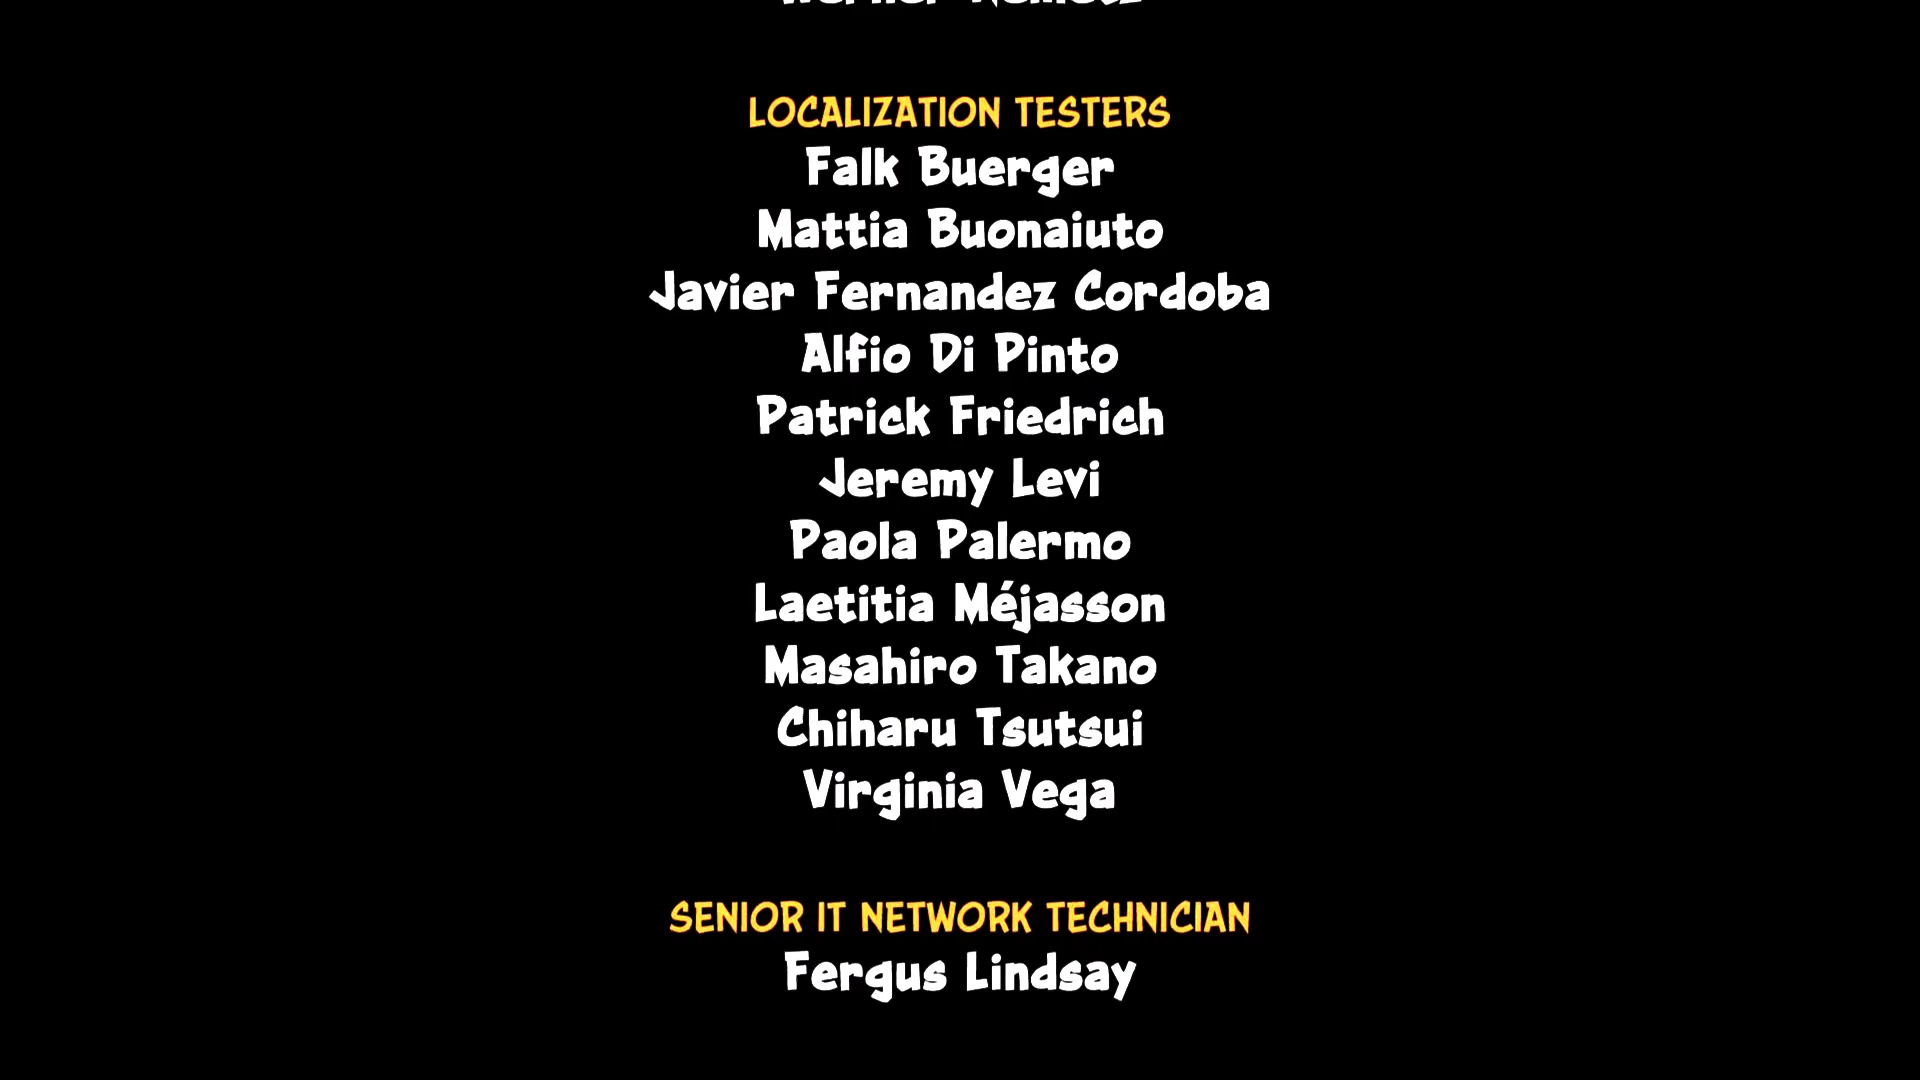 LOCALIZATION TESTERS
Falk Buerger
Mattia Buonaiuto
Javier Fernandez Cordoba
Alfio Di Pinto
Patrick Friedrich
Jeremy Levi
Paola Palermo
Laetitia Méjasson
Masahiro Takano
Chiharu Tsutsui
Virginia Vega
SENIOR IT NETWORK TECHNICIAN
Fergus Lindsay